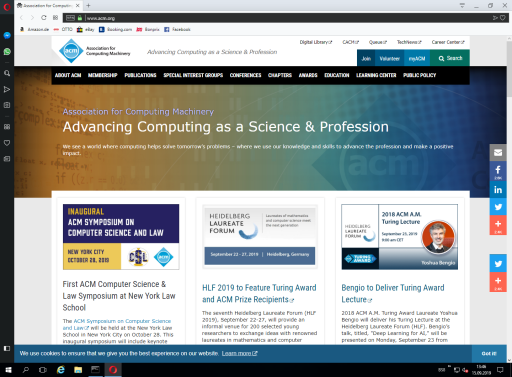 Association for Computin
www.acm.org
Amazon.de OTTO eBay Booking.com Bonprix Facebook
Digital Library CACM Queue TechNews Career Center
acm
Association for Computing Machinery
Advancing Computing as a Science & Profession
Join Volunteer myACM Search
ABOUT ACM MEMBERSHIP PUBLICATIONS SPECIAL INTEREST GROUPS CONFERENCES CHAPTERS AWARDS EDUCATION LEARNING CENTER PUBLIC POLICY
Association for Computing Machinery
Advancing Computing as a Science & Profession
We see a world where computing helps solve tomorrow's problems – where we use our knowledge and skills to advance the profession and make a positive
impact.
INAUGURAL
ACM SYMPOSIUM ON
COMPUTER SCIENCE AND LAW
NEW YORK CITY
OCTOBER 28, 2019
CSL
acm
First ACM Computer Science &
Law Symposium at New York Law
School
The ACM Symposium on Computer
Science and Law will be held at the New York
Law School in New York City on October 28. This
inaugural symposium will include keynote
HEIDELBERG
LAUREATE
FORUM
Laureates of mathematics
and computer science meet
the next generation
September 22 - 27, 2019 | Heidelberg, Germany
HLF 2019 to Feature Turing Award
and ACM Prize Recipients
The seventh Heidelberg Laureate Forum (HLF
2019), September 22–27, will provide an
informal venue for 200 selected young
researchers to exchange ideas with renowned
laureates in mathematics and computer
2018 ACM A.M.
Turing Lecture
September 23, 2019
9:00 am CET
HEIDELBERG
LAUREATE
FORUM
TURING AWARD
Yoshua Bengio
Bengio to Deliver Turing Award
Lecture
2018 ACM A.M. Turing Award Laureate Yoshua
Bengio will deliver his Turing Lecture at the
Heidelberg Laureate Forum (HLF). Bengio's
talk, titled, "Deep Learning for AI," will be
presented on Monday, September 23 from
We use cookies to ensure that we give you the best experience on our website. Learn more
Got it!
15:46
15.09.2019